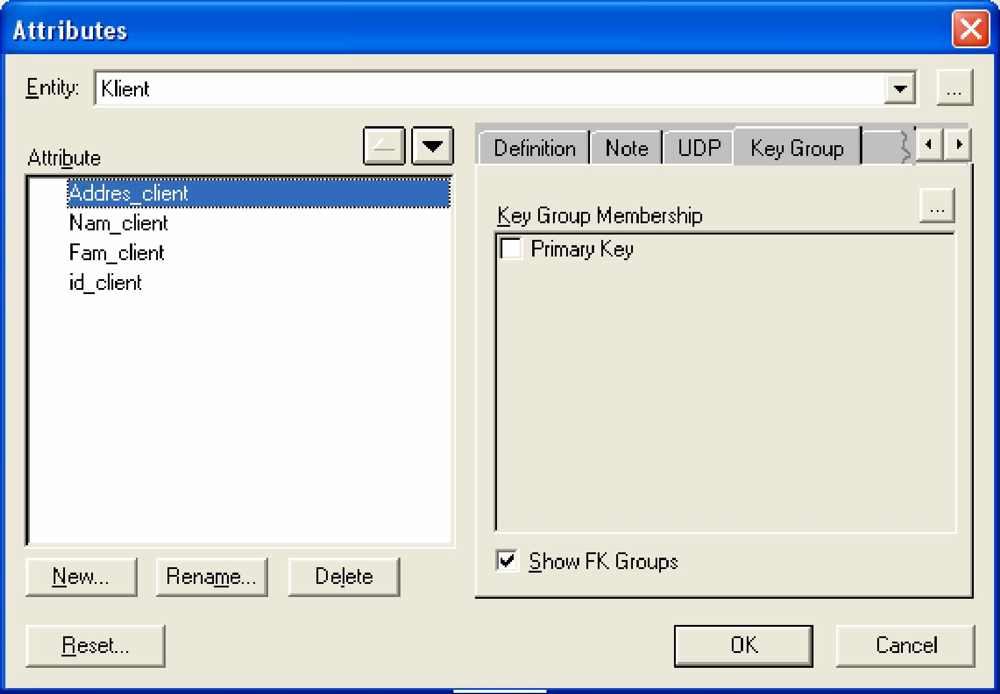 Attributes
Entity: Klient ...
Attribute
Definition Note UDP Key Group
Addres_client
Nam_client
Fam_client
id_client
Key Group Membership ...
Primary Key
Show FK Groups
New... Rename... Delete
Reset... OK Cancel